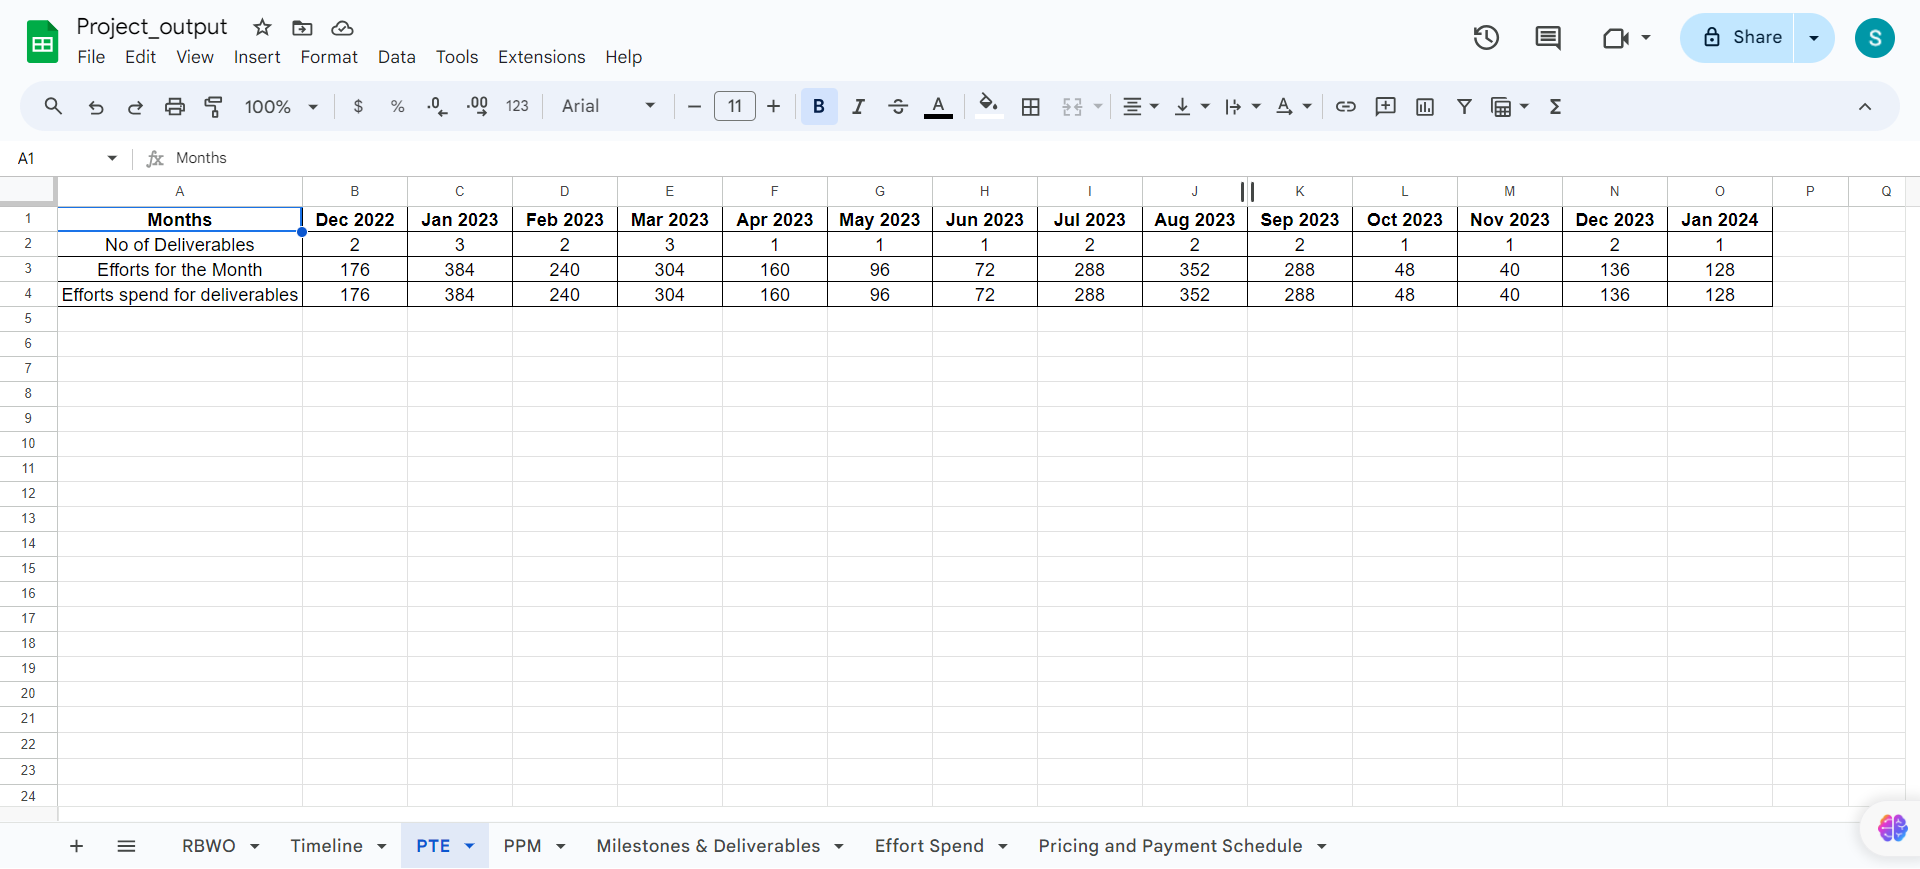 Project_output
File Edit View Insert Format Data Tools Extensions Help
Share
S
100% $ % .0 .00 123 Arial 11 B I S A Σ
A1 fx Months
A B C D E F G H I J K L M N O P Q
1 Months Dec 2022 Jan 2023 Feb 2023 Mar 2023 Apr 2023 May 2023 Jun 2023 Jul 2023 Aug 2023 Sep 2023 Oct 2023 Nov 2023 Dec 2023 Jan 2024
2 No of Deliverables 2 3 2 3 1 1 1 2 2 2 1 1 2 1
3 Efforts for the Month 176 384 240 304 160 96 72 288 352 288 48 40 136 128
4 Efforts spend for deliverables 176 384 240 304 160 96 72 288 352 288 48 40 136 128
5
6
7
8
9
10
11
12
13
14
15
16
17
18
19
20
21
22
23
24
+ RBWO Timeline PTE PPM Milestones & Deliverables Effort Spend Pricing and Payment Schedule